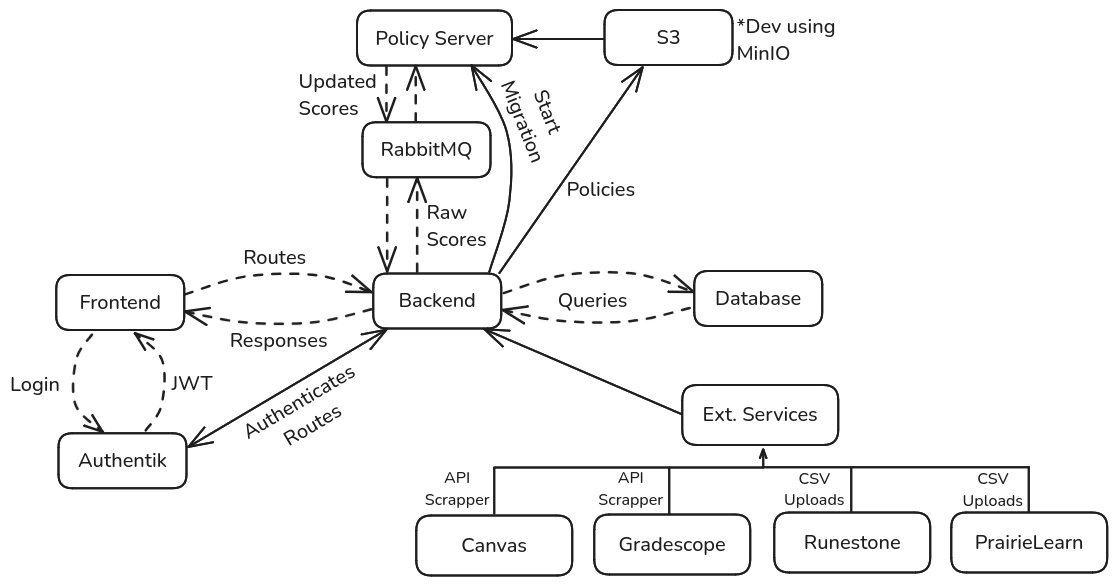 Policy Server
S3
*Dev using
MinIO
Updated
Scores
Start
Migration
RabbitMQ
Policies
Raw
Scores
Routes
Frontend
Backend
Queries
Database
Responses
Login
JWT
Authenticates
Routes
Ext. Services
Authentik
API
Scrapper
API
Scrapper
CSV
Uploads
CSV
Uploads
Canvas
Gradescope
Runestone
PrairieLearn